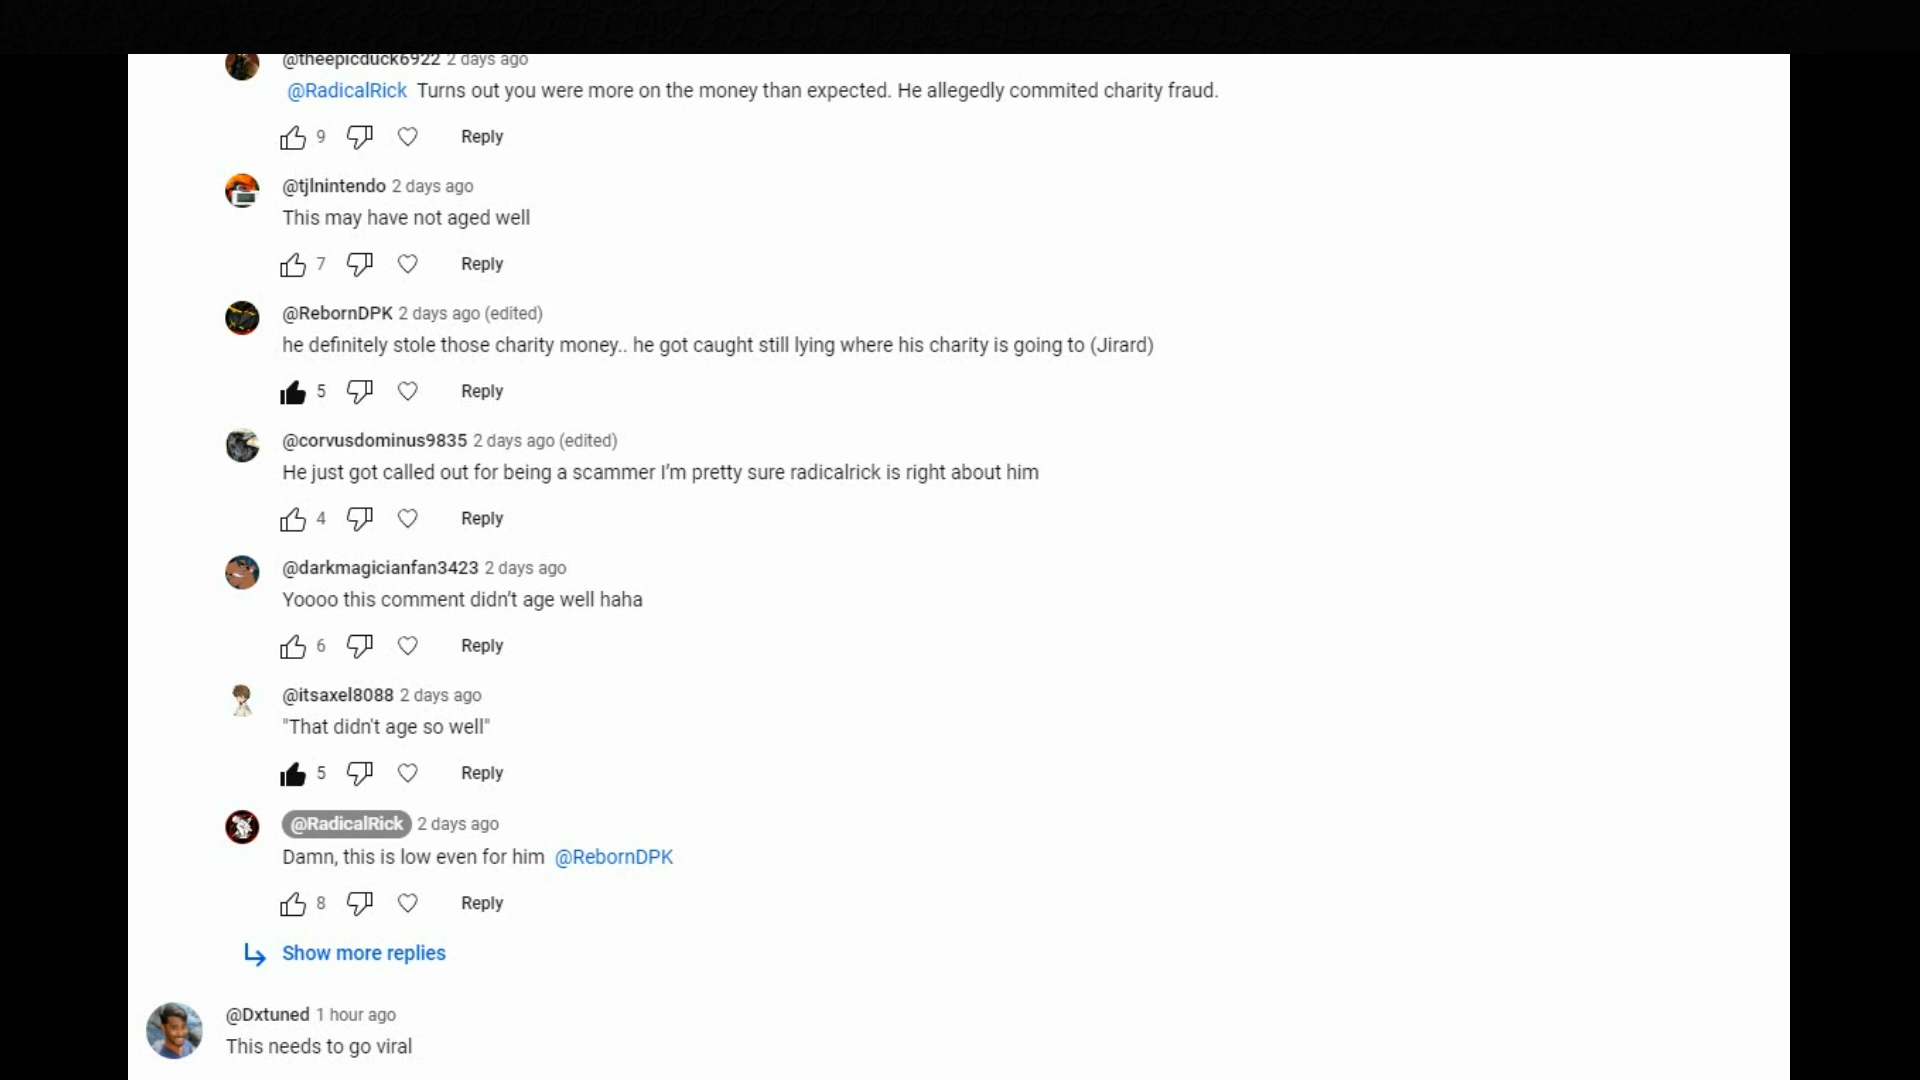 @theepicduck6922 2 days ago
@RadicalRick Turns out you were more on the money than expected. He allegedly commited charity fraud.
9 Reply
@tjlnintendo 2 days ago
This may have not aged well
7 Reply
@RebornDPK 2 days ago (edited)
he definitely stole those charity money.. he got caught still lying where his charity is going to (Jirard)
5 Reply
@corvusdominus9835 2 days ago (edited)
He just got called out for being a scammer I'm pretty sure radicalrick is right about him
4 Reply
@darkmagicianfan3423 2 days ago
Yoooo this comment didn't age well haha
6 Reply
@itsaxel8088 2 days ago
"That didn't age so well"
5 Reply
@RadicalRick 2 days ago
Damn, this is low even for him @RebornDPK
8 Reply
Show more replies
@Dxtuned 1 hour ago
This needs to go viral